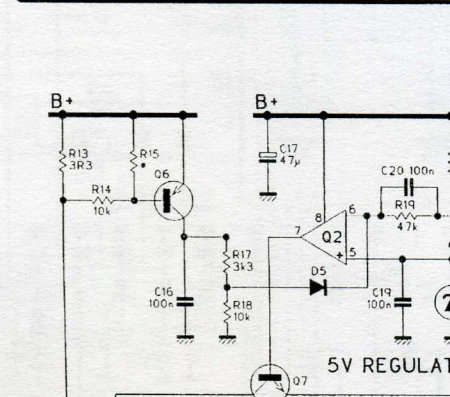 B+
B+
R13
3R3
R15
*
C17
47µ
C20 100n
Q6
R14
10k
R19
47k
8
6
7
Q2
+
5
R17
3k3
D5
C16
100n
R18
10k
C19
100n
7
5V REGULAT
Q7